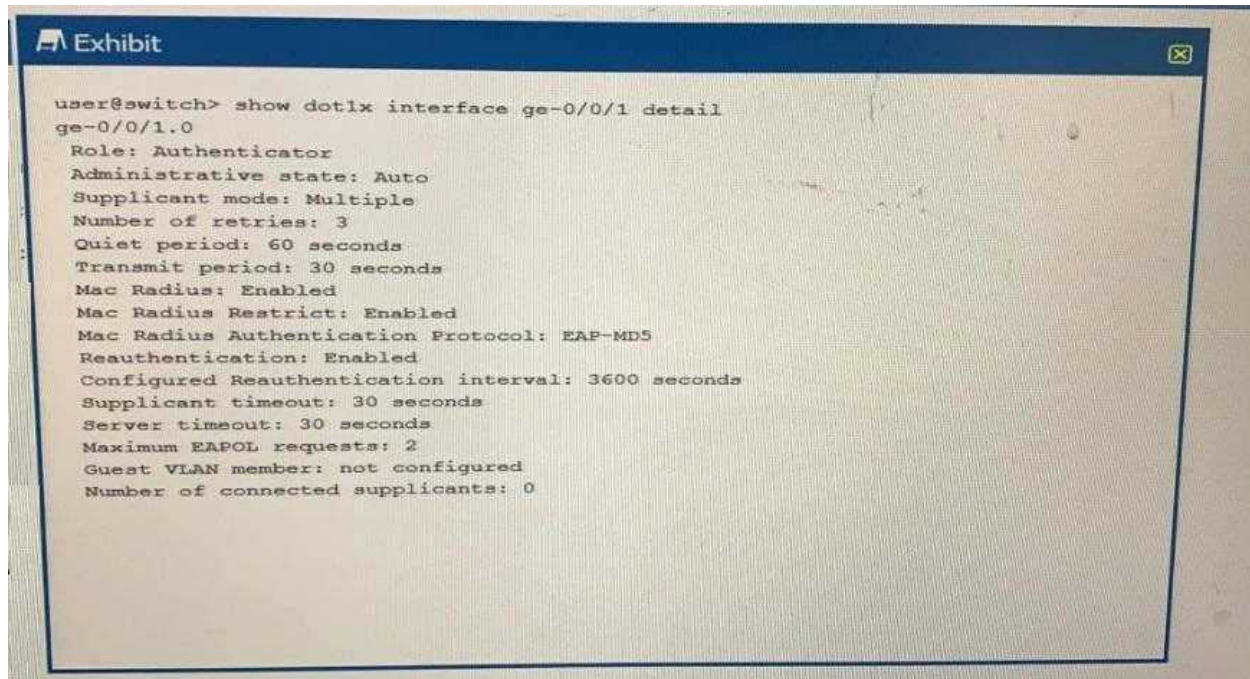 Exhibit
user@switch> show dot1x interface ge-0/0/1 detail
ge-0/0/1.0
Role: Authenticator
Administrative state: Auto
Supplicant mode: Multiple
Number of retries: 3
Quiet period: 60 seconds
Transmit period: 30 seconds
Mac Radius: Enabled
Mac Radius Restrict: Enabled
Mac Radius Authentication Protocol: EAP-MD5
Reauthentication: Enabled
Configured Reauthentication interval: 3600 seconds
Supplicant timeout: 30 seconds
Server timeout: 30 seconds
Maximum EAPOL requests: 2
Guest VLAN member: not configured
Number of connected supplicants: 0